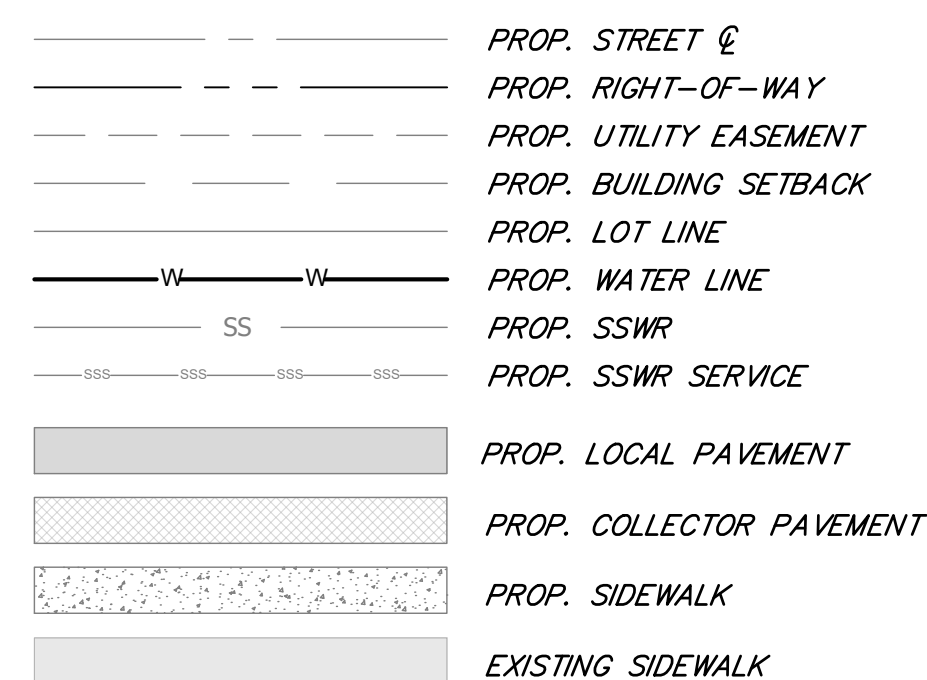 PROP. STREET ℄
PROP. RIGHT-OF-WAY
PROP. UTILITY EASEMENT
PROP. BUILDING SETBACK
PROP. LOT LINE
W W PROP. WATER LINE
SS PROP. SSWR
SSS SSS SSS SSS PROP. SSWR SERVICE
PROP. LOCAL PAVEMENT
PROP. COLLECTOR PAVEMENT
PROP. SIDEWALK
EXISTING SIDEWALK